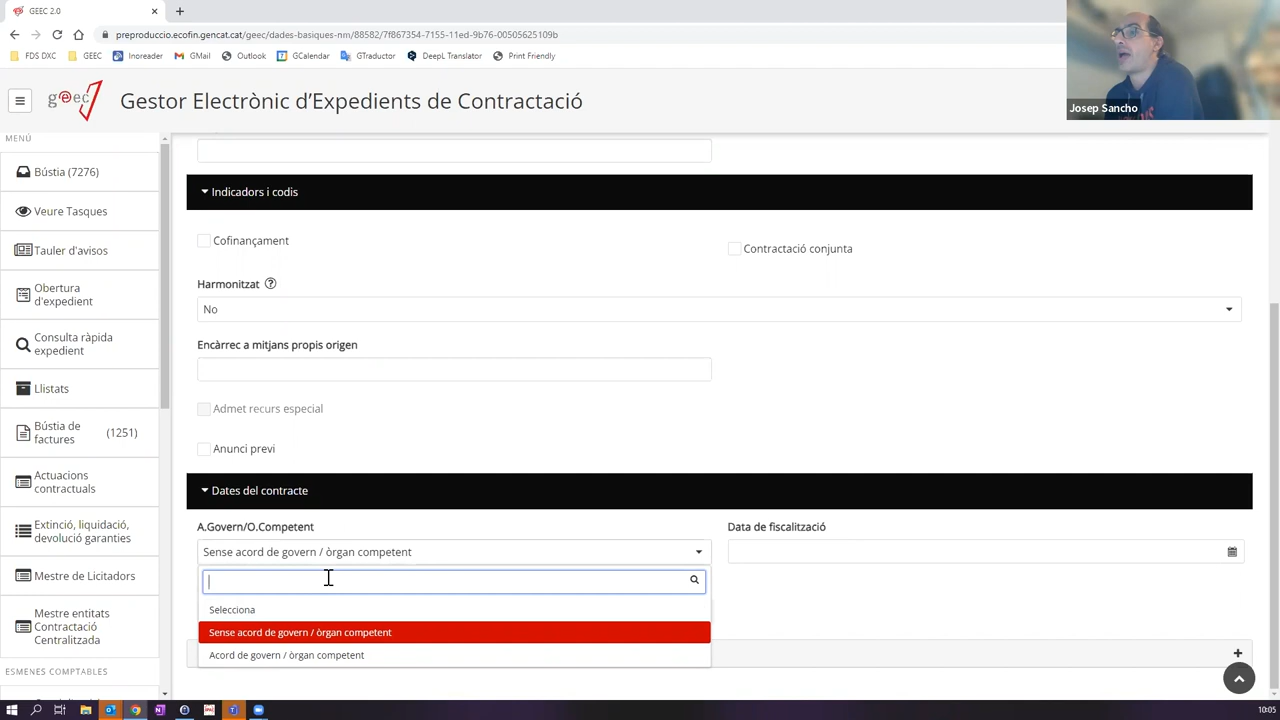 GEEC 2.0
preproduccio.ecofin.gencat.cat/geec/dades-basiques-nm/88582/7f867354-7155-11ed-9b76-00505625109b
FDS DXC
GEEC
Inoreader
GMail
Outlook
GCalendar
GTraductor
DeepL Translator
Print Friendly
geec
Gestor Electrònic d'Expedients de Contractació
Josep Sancho
MENÚ
Bústia (7276)
Veure Tasques
Tauler d'avisos
Obertura
d'expedient
Consulta ràpida
expedient
Llistats
Bústia de
factures
(1251)
Actuacions
contractuals
Extinció, liquidació,
devolució garanties
Mestre de Licitadors
Mestre entitats
Contractació
Centralitzada
ESMENES COMPTABLES
Indicadors i codis
Cofinançament
Contractació conjunta
Harmonitzat
No
Encàrrec a mitjans propis origen
Admet recurs especial
Anunci previ
Dates del contracte
A.Govern/O.Competent
Data de fiscalització
Sense acord de govern / òrgan competent
Selecciona
Sense acord de govern / òrgan competent
Acord de govern / òrgan competent
10:05